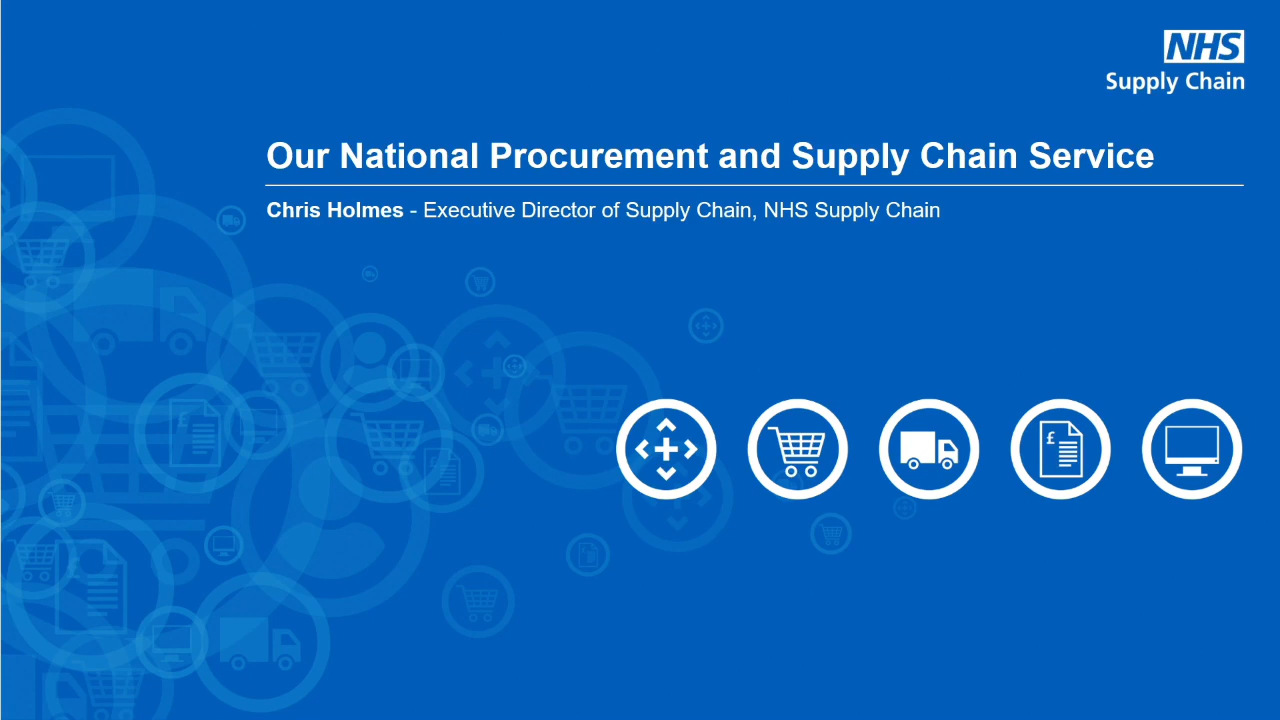 NHS
Supply Chain
Our National Procurement and Supply Chain Service
Chris Holmes - Executive Director of Supply Chain, NHS Supply Chain
£
£